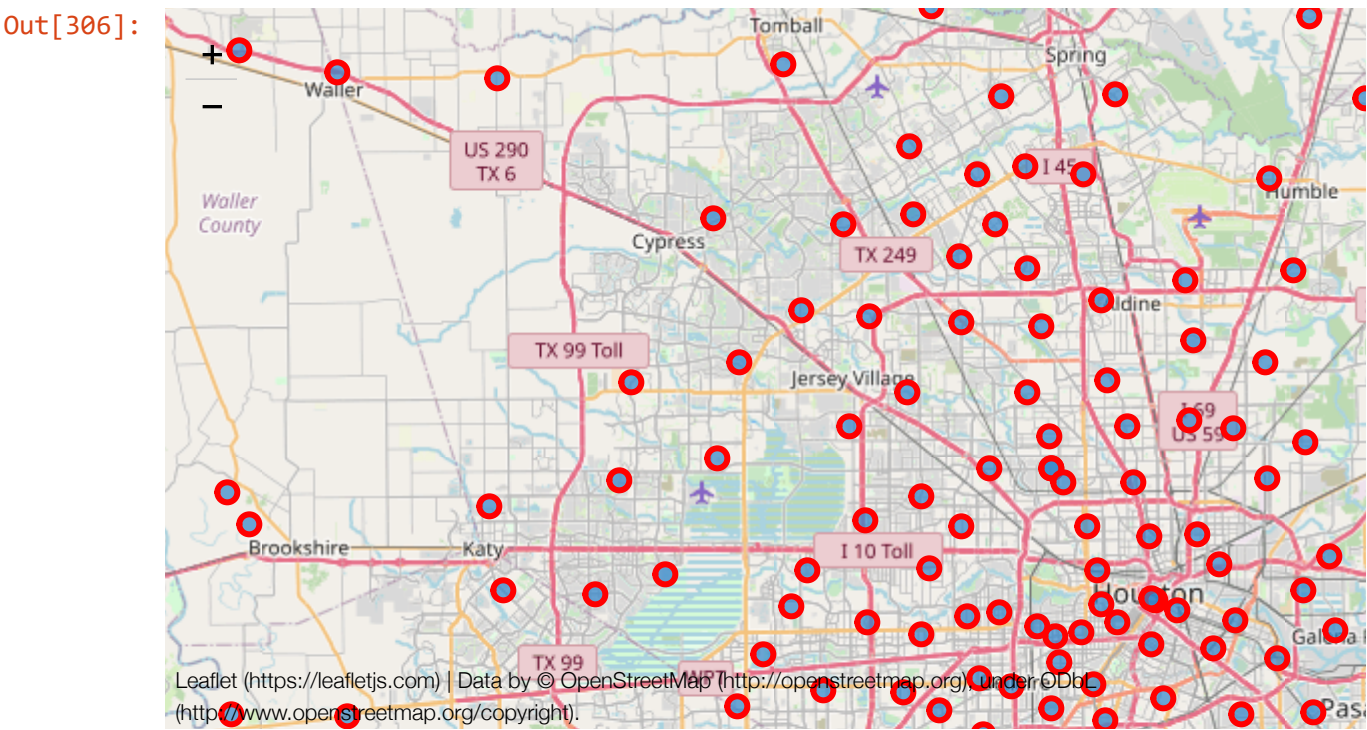 Out[306]:
Tomball
Spring
+
Waller
−
US 290
TX 6
I 45
Waller
County
Humble
Cypress
TX 249
ldine
TX 99 Toll
Jersey Village
I 69
US 59
Brookshire
Katy
I 10 Toll
Houston
Galena
TX 99
WPT
Leaflet (https://leafletjs.com) | Data by © OpenStreetMap (http://openstreetmap.org), under ODbL
(http://www.openstreetmap.org/copyright).
Pasa